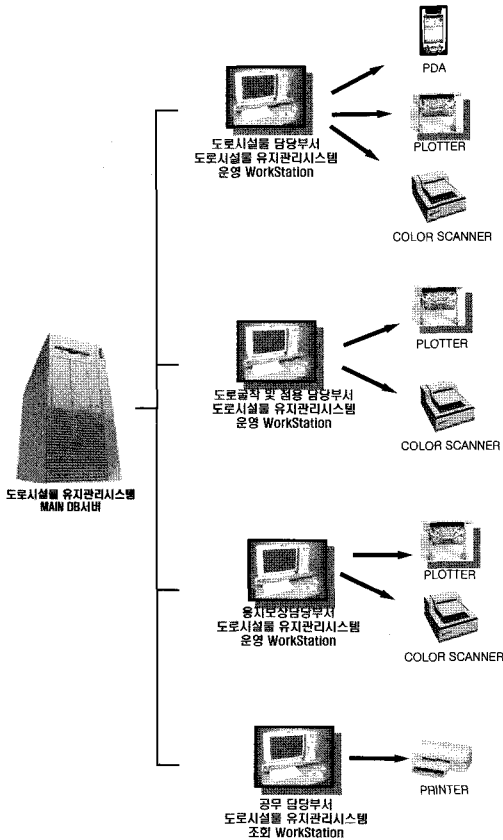 PDA
도로시설물 담당부서
도로시설물 유지관리시스템
운영 WorkStation
PLOTTER
COLOR SCANNER
PLOTTER
도로굴착 및 점용 담당부서
도로시설물 유지관리시스템
운영 WorkStation
COLOR SCANNER
도로시설물 유지관리시스템
MAIN DB서버
PLOTTER
용지보상담당부서
도로시설물 유지관리시스템
운영 WorkStation
COLOR SCANNER
PRINTER
공무 담당부서
도로시설물 유지관리시스템
조회 WorkStation